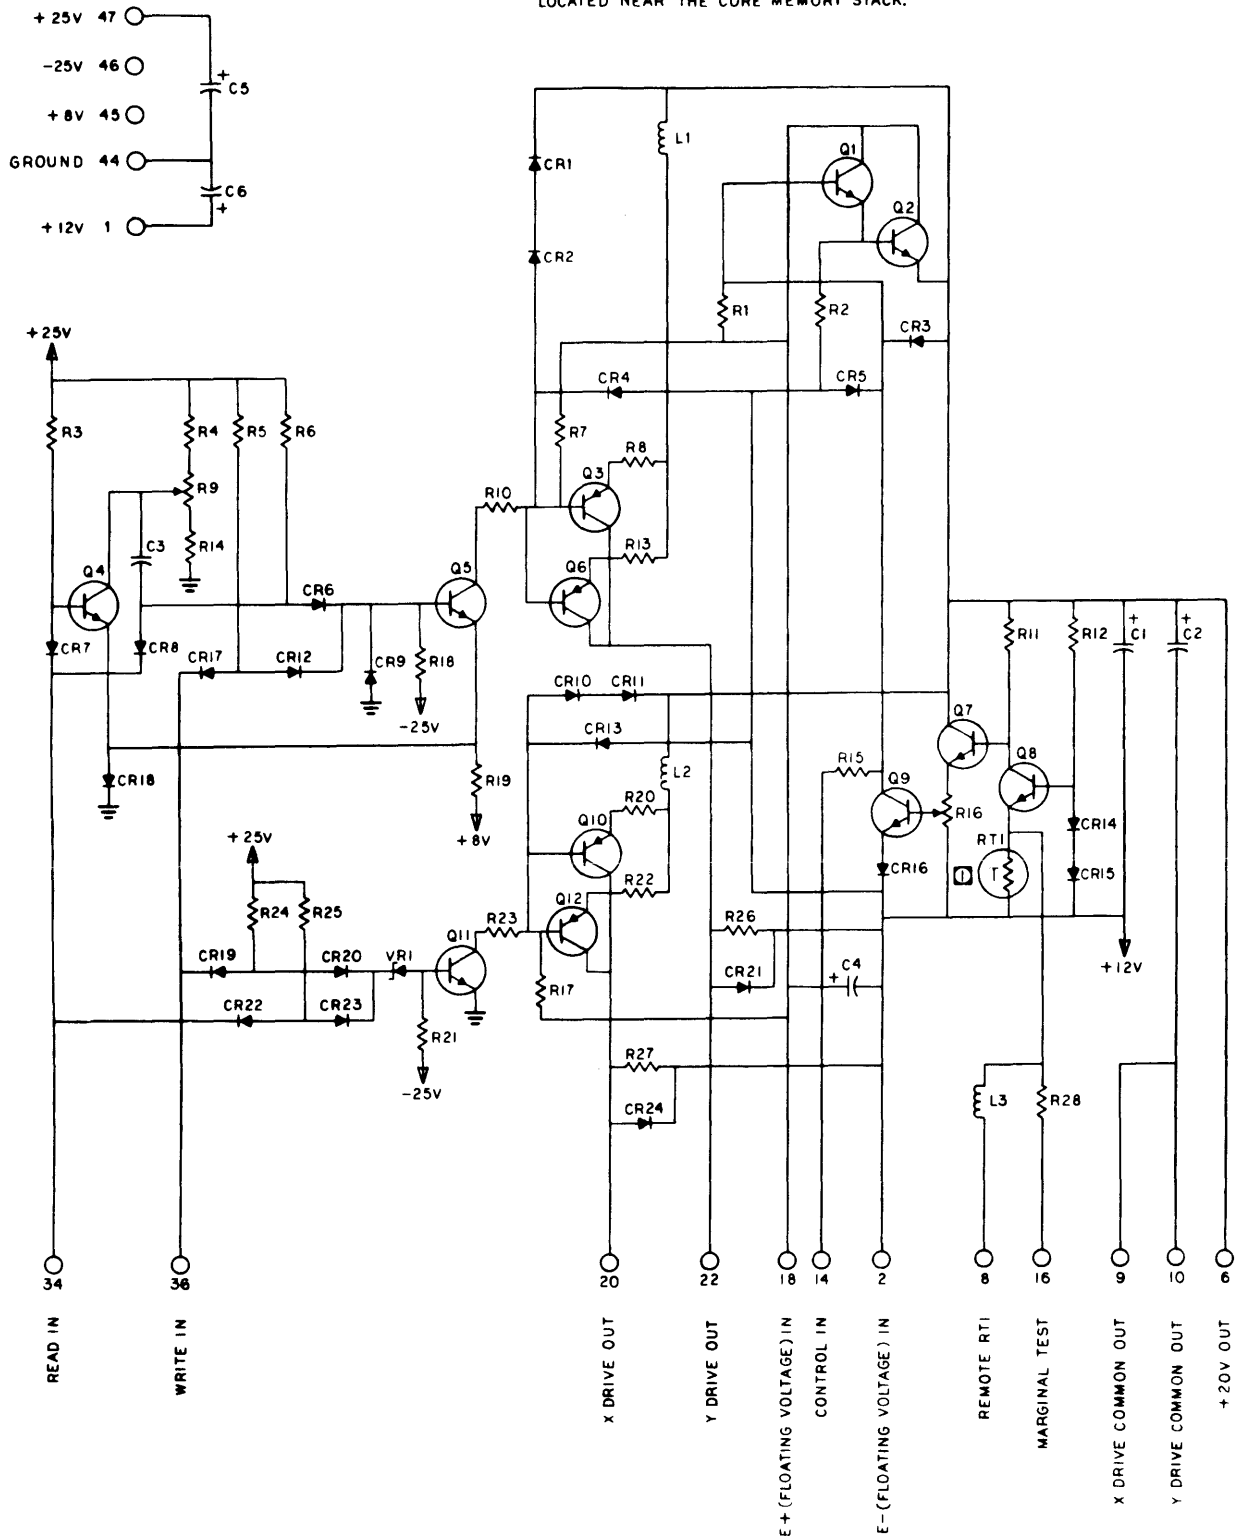 LOCATED NEAR THE CORE MEMORY STACK.
+25V 47
-25V 46
+8V 45
GROUND 44
+12V 1
+
C5
C6
+
L1
CR1
CR2
Q1
Q2
R1
R2
CR3
CR4
CR5
+25V
R3
R4
R5
R6
R9
R14
C3
Q4
CR7
CR8
CR17
CR12
CR6
CR9
R18
-25V
CR18
Q5
R10
R7
R8
Q3
R13
Q6
R19
+8V
CR10
CR11
CR13
L2
R20
Q10
R22
Q12
R15
Q9
Q7
Q8
R16
R11
R12
+
C1
+
C2
RT1
T
1
CR14
CR15
CR16
+12V
+25V
R24
R25
CR19
CR20
VR1
Q11
R23
CR22
CR23
R21
-25V
R17
R26
CR21
+
C4
R27
CR24
L3
R28
34
36
20
22
18
14
2
8
16
9
10
6
READ IN
WRITE IN
X DRIVE OUT
Y DRIVE OUT
E+(FLOATING VOLTAGE) IN
CONTROL IN
E-(FLOATING VOLTAGE) IN
REMOTE RT1
MARGINAL TEST
X DRIVE COMMON OUT
Y DRIVE COMMON OUT
+20V OUT